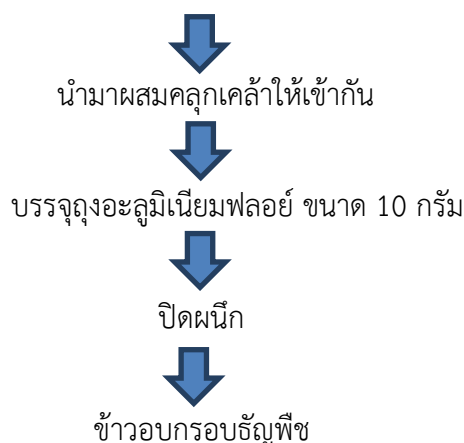 นำมาผสมคลุกเคล้าให้เข้ากัน
บรรจุถุงอะลูมิเนียมฟลอย์ ขนาด 10 กรัม
ปิดผนึก
ข้าวอบกรอบธัญพืช